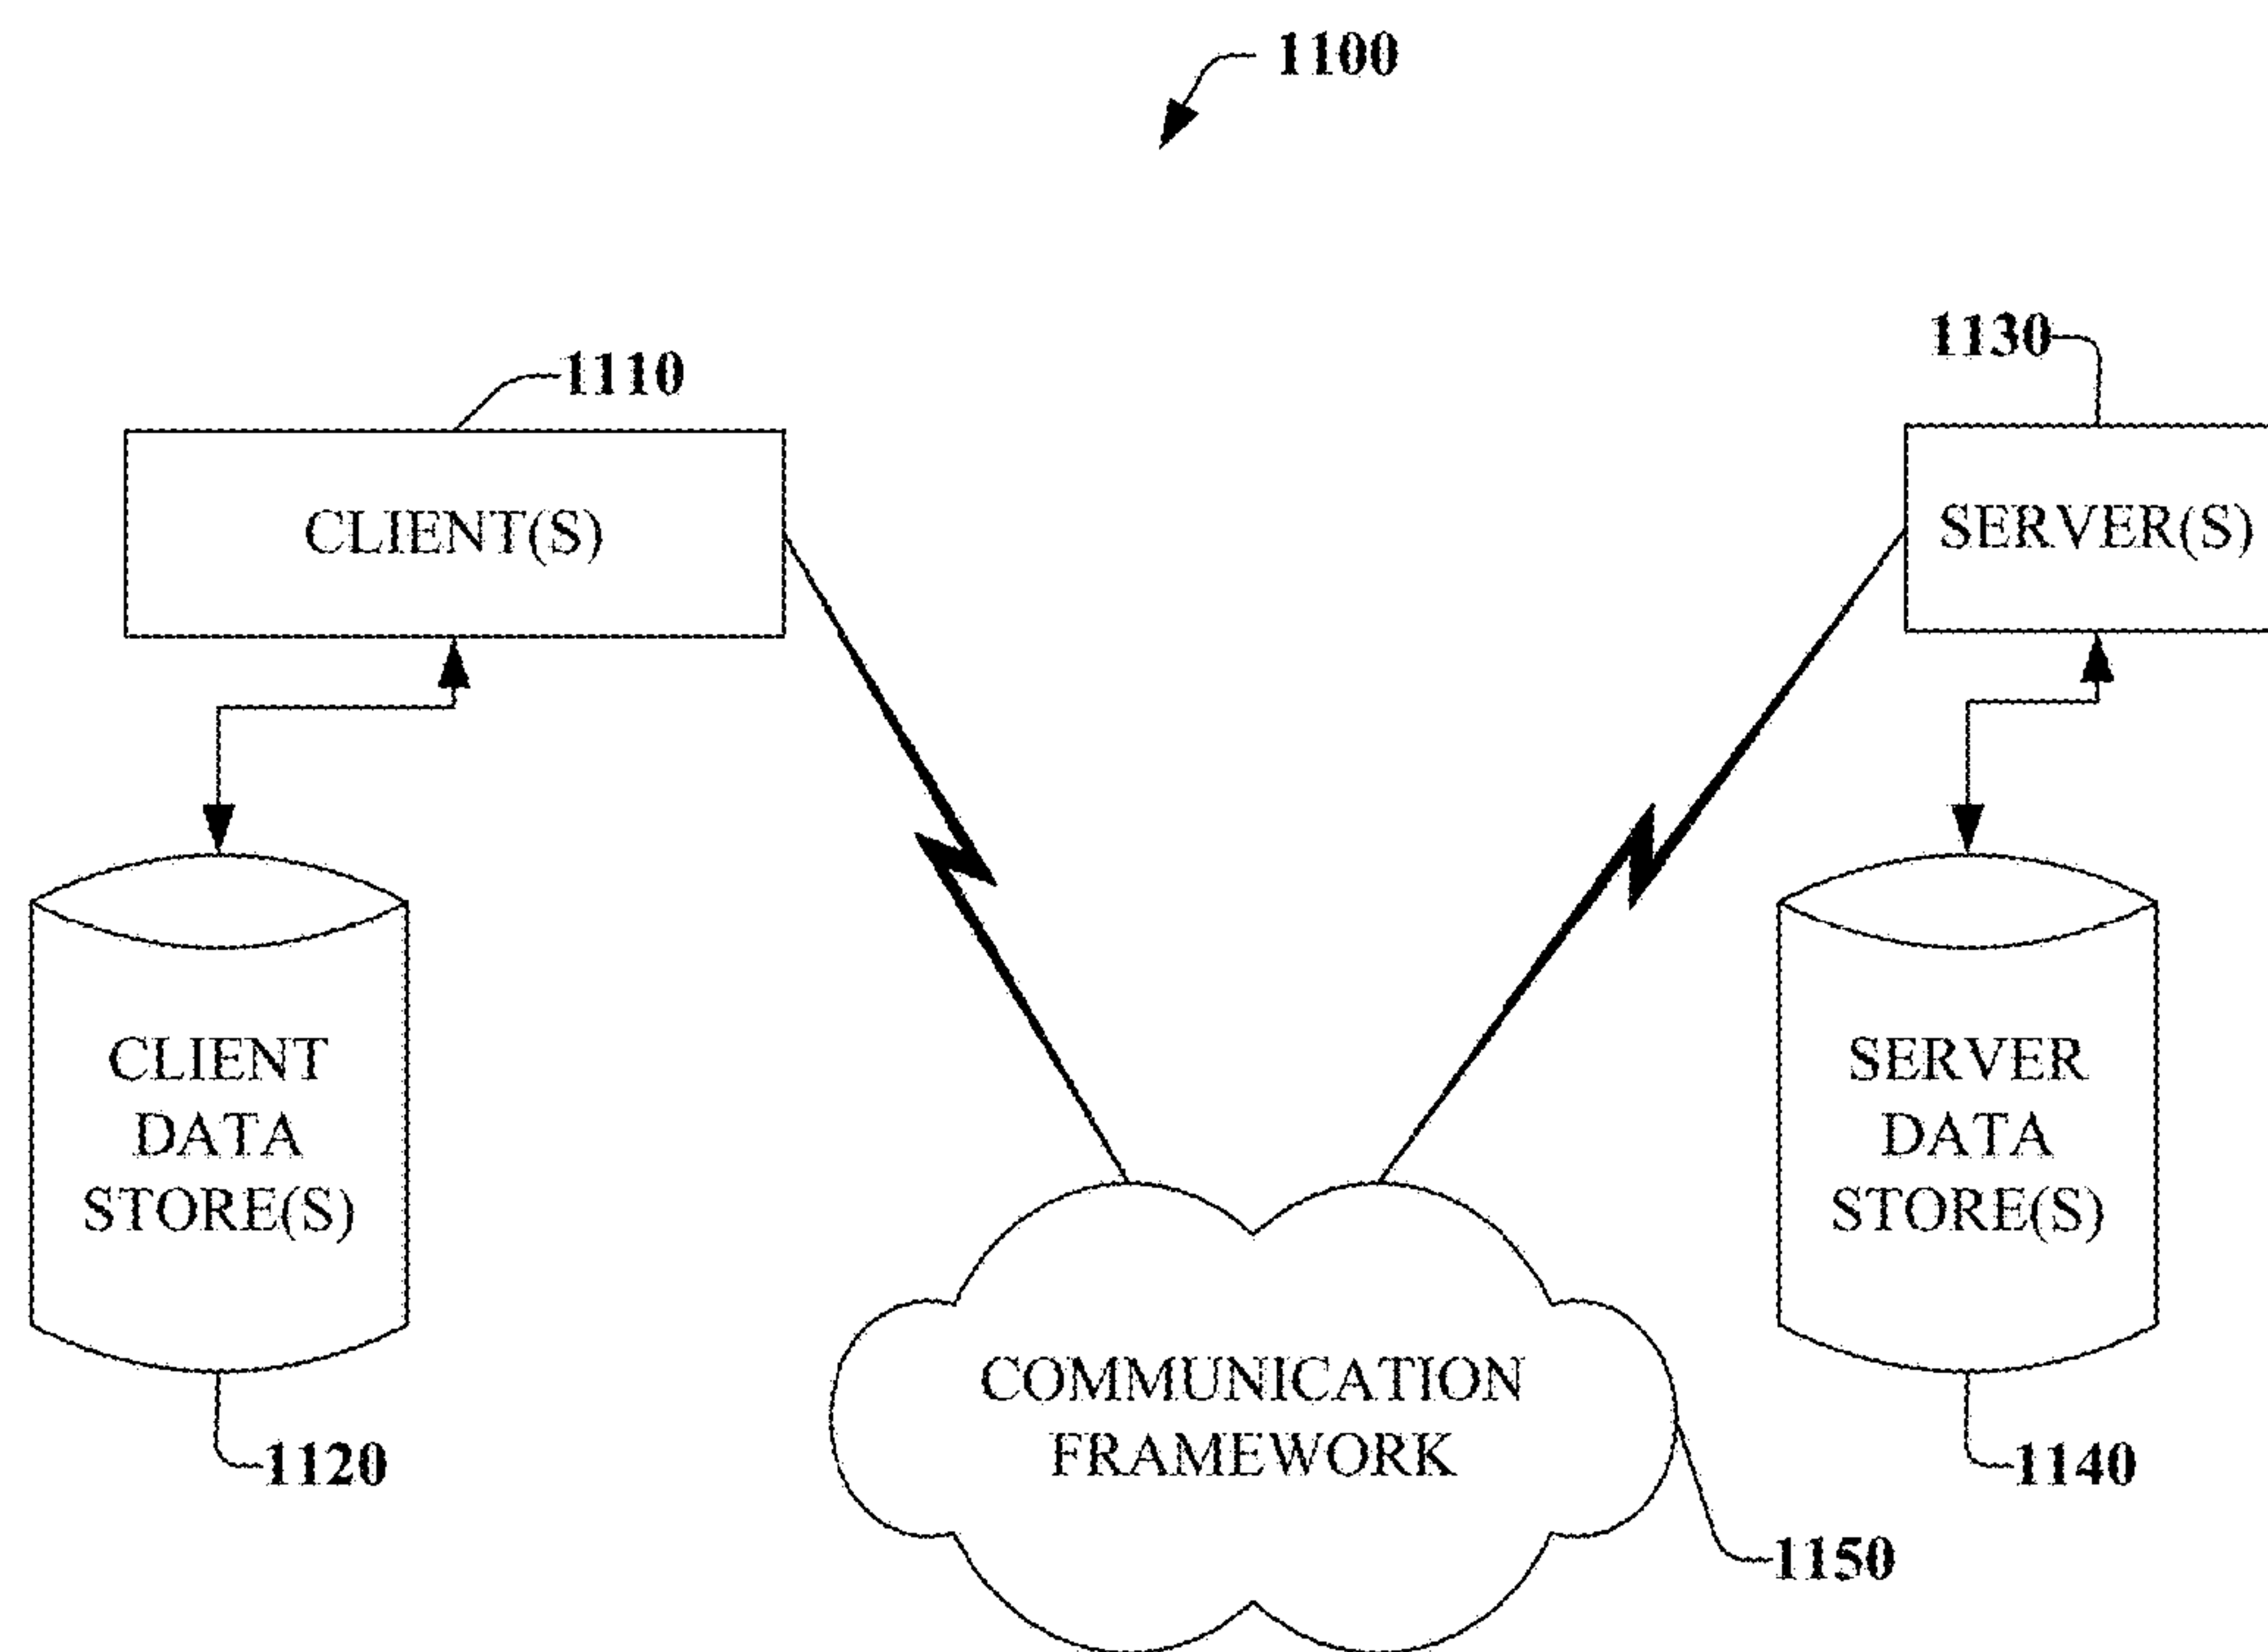 1100
1110
1130
CLIENT(S)
SERVER(S)
CLIENT
DATA
STORE(S)
SERVER
DATA
STORE(S)
COMMUNICATION
FRAMEWORK
1120
1140
1150